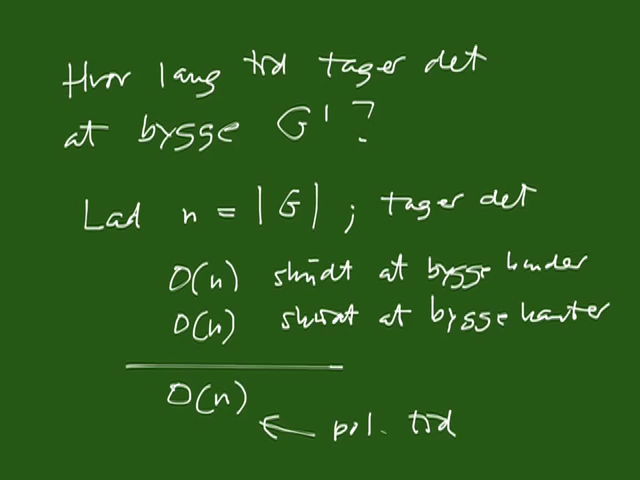 Hvor lang tid tager det
at bygge G' ?
Lad n = |G| ; tager det
O(n) skridt at bygge knuder
O(n) skridt at bygge kanter
O(n)
← pol. tid